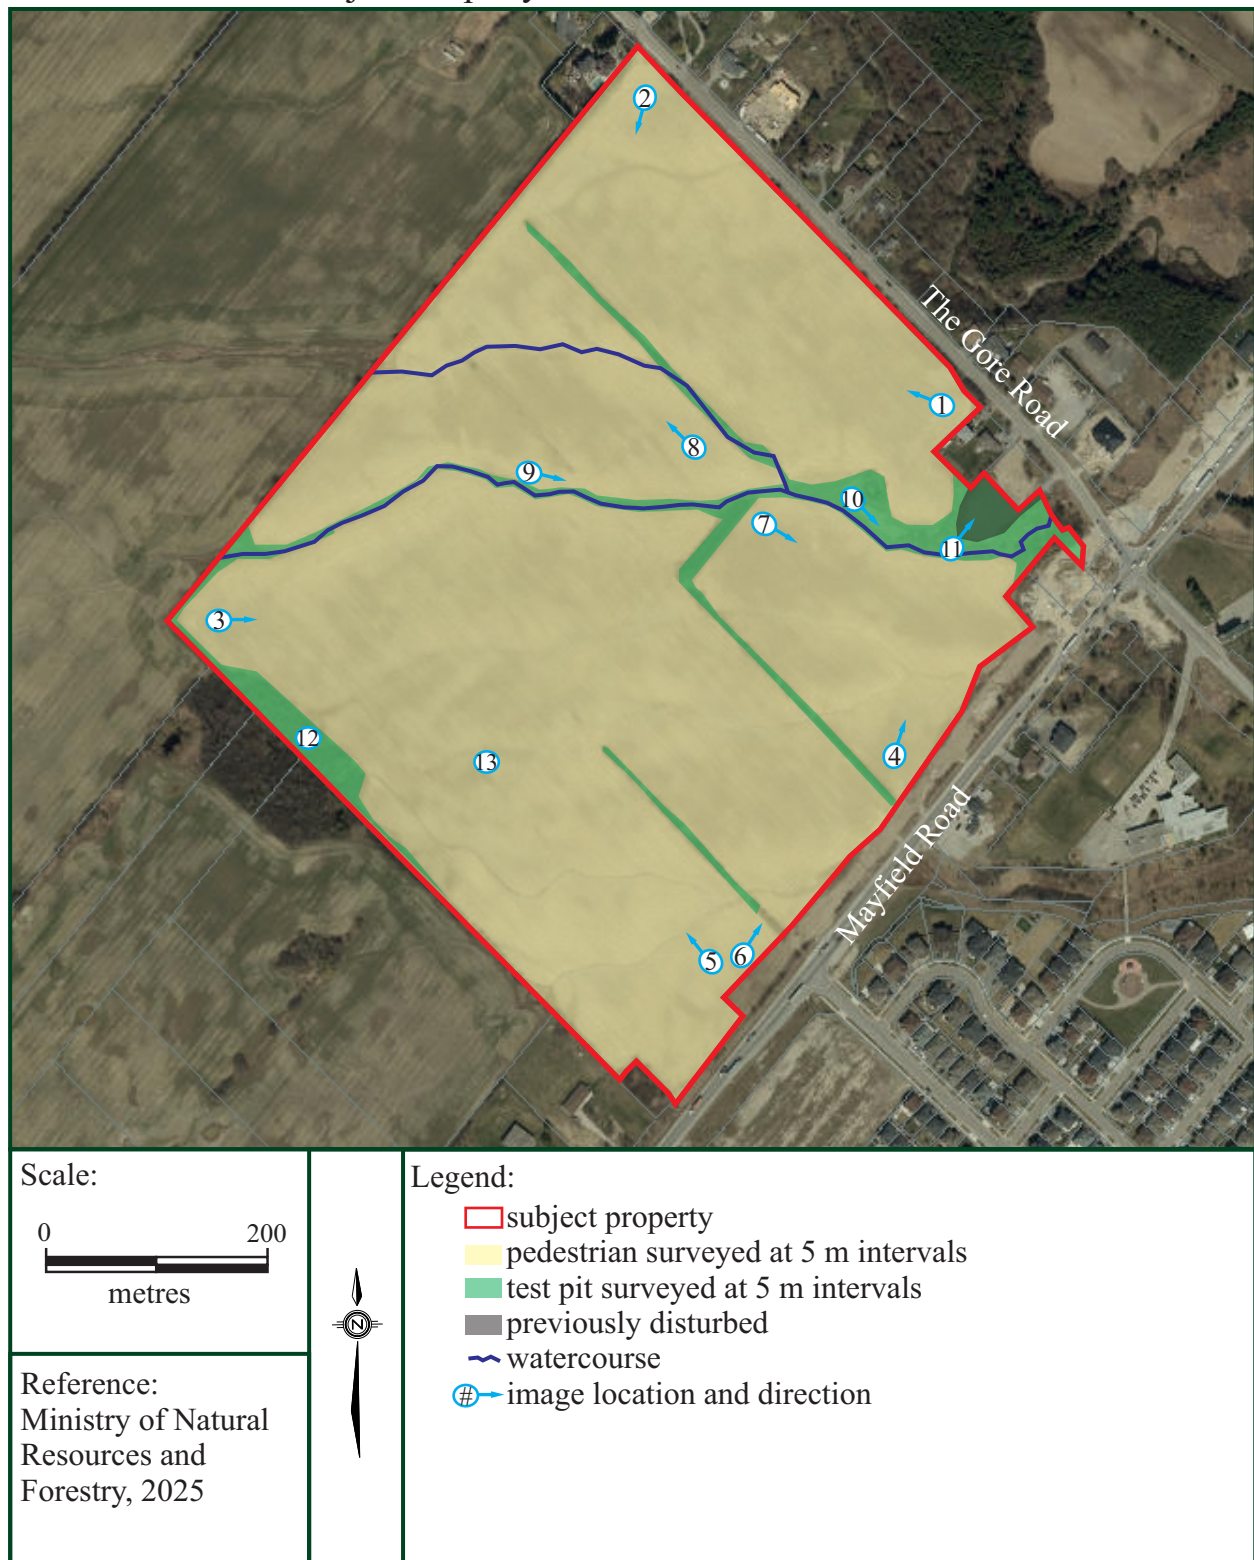 2
The Gore Road
1
8
9
10
7
11
3
12
13
4
Mayfield Road
5
6
Scale:
0 200
metres
Reference:
Ministry of Natural
Resources and
Forestry, 2025
N
Legend:
subject property
pedestrian surveyed at 5 m intervals
test pit surveyed at 5 m intervals
previously disturbed
watercourse
# image location and direction